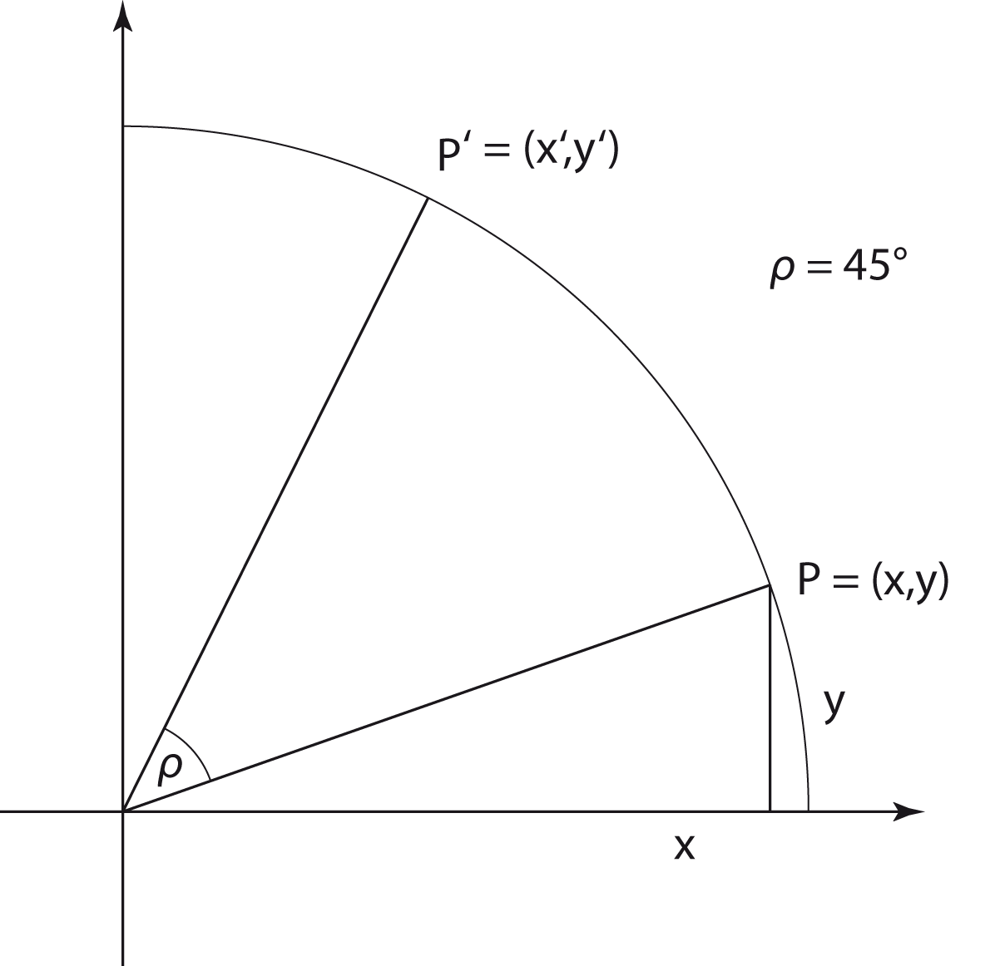 P‘ = (x‘,y‘)
ρ = 45°
P = (x,y)
y
ρ
x